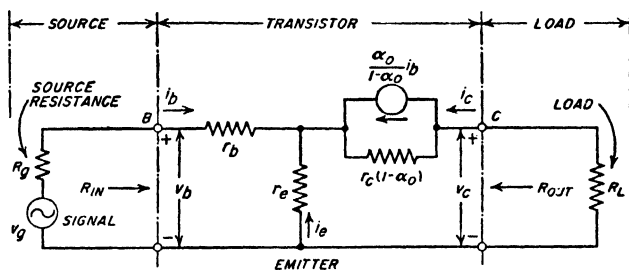 SOURCE TRANSISTOR LOAD
α₀
1-α₀ i_b
SOURCE RESISTANCE
i_b i_c
LOAD
B C
+ +
R_g r_b r_c(1-α₀)
R_IN v_b r_e v_c R_OUT R_L
SIGNAL
v_g i_e
- -
EMITTER